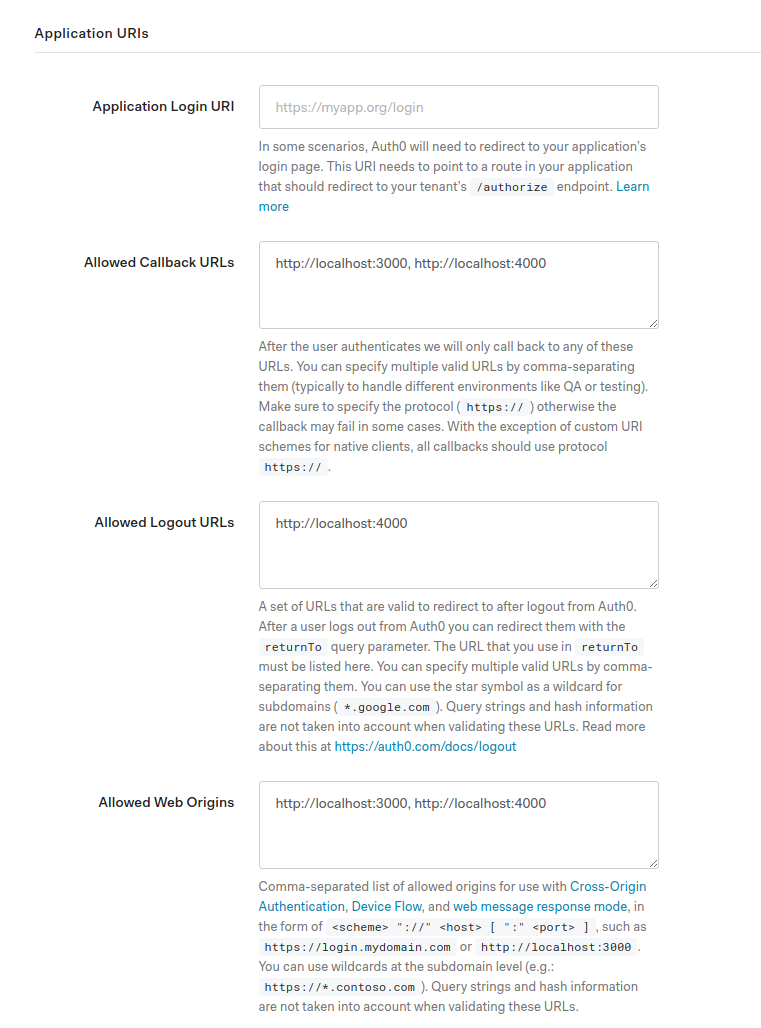 Application URIs
Application Login URI
https://myapp.org/login
In some scenarios, Auth0 will need to redirect to your application's
login page. This URI needs to point to a route in your application
that should redirect to your tenant's /authorize endpoint. Learn
more
Allowed Callback URLs
http://localhost:3000, http://localhost:4000
After the user authenticates we will only call back to any of these
URLs. You can specify multiple valid URLs by comma-separating
them (typically to handle different environments like QA or testing).
Make sure to specify the protocol ( https:// ) otherwise the
callback may fail in some cases. With the exception of custom URI
schemes for native clients, all callbacks should use protocol
https:// .
Allowed Logout URLs
http://localhost:4000
A set of URLs that are valid to redirect to after logout from Auth0.
After a user logs out from Auth0 you can redirect them with the
returnTo query parameter. The URL that you use in returnTo
must be listed here. You can specify multiple valid URLs by comma-
separating them. You can use the star symbol as a wildcard for
subdomains ( *.google.com ). Query strings and hash information
are not taken into account when validating these URLs. Read more
about this at https://auth0.com/docs/logout
Allowed Web Origins
http://localhost:3000, http://localhost:4000
Comma-separated list of allowed origins for use with Cross-Origin
Authentication, Device Flow, and web message response mode, in
the form of <scheme> "://" <host> [ ":" <port> ] , such as
https://login.mydomain.com or http://localhost:3000 .
You can use wildcards at the subdomain level (e.g.:
https://*.contoso.com ). Query strings and hash information
are not taken into account when validating these URLs.